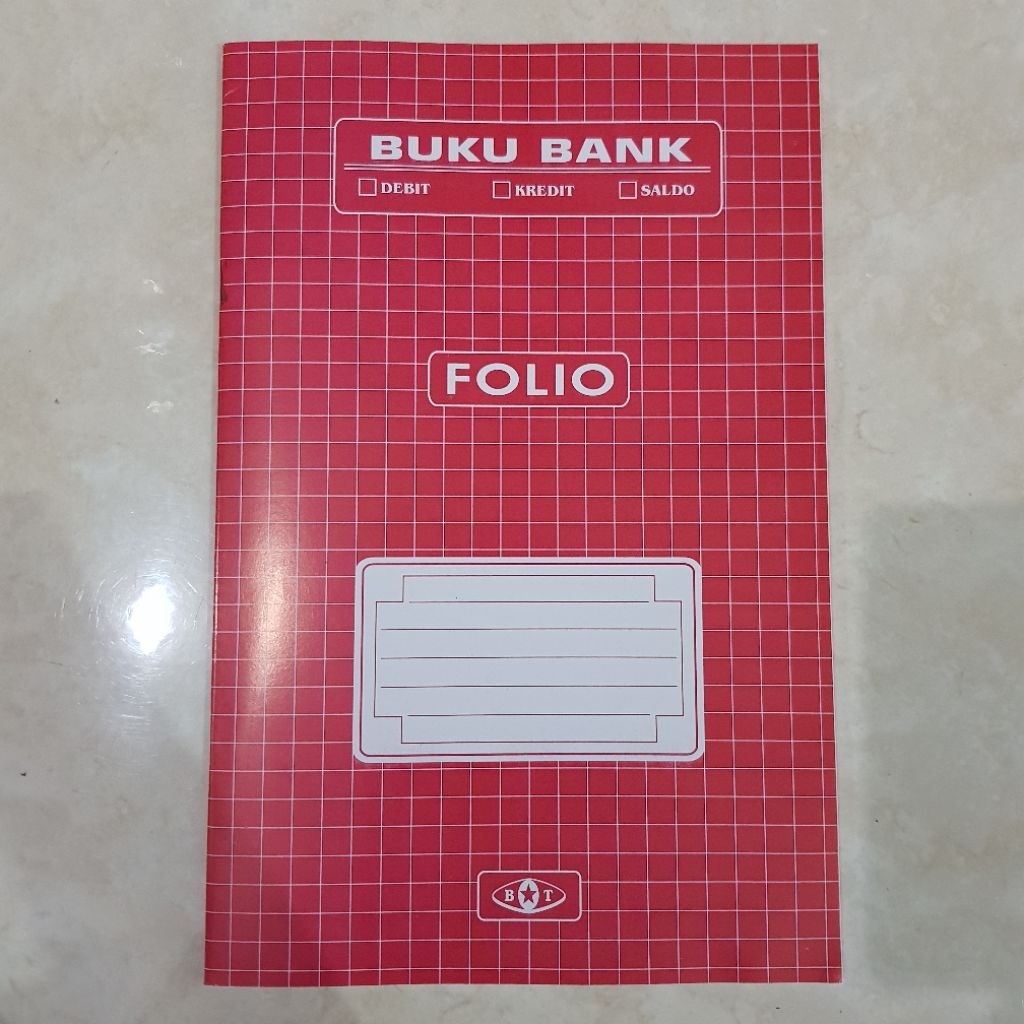 BUKU BANK
DEBIT KREDIT SALDO
FOLIO
B T